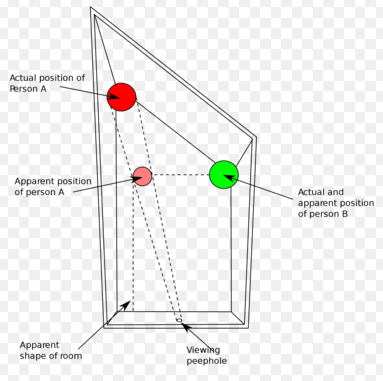 Actual position of
Person A
Apparent position
of person A
Actual and
apparent position
of person B
Apparent
shape of room
Viewing
peephole